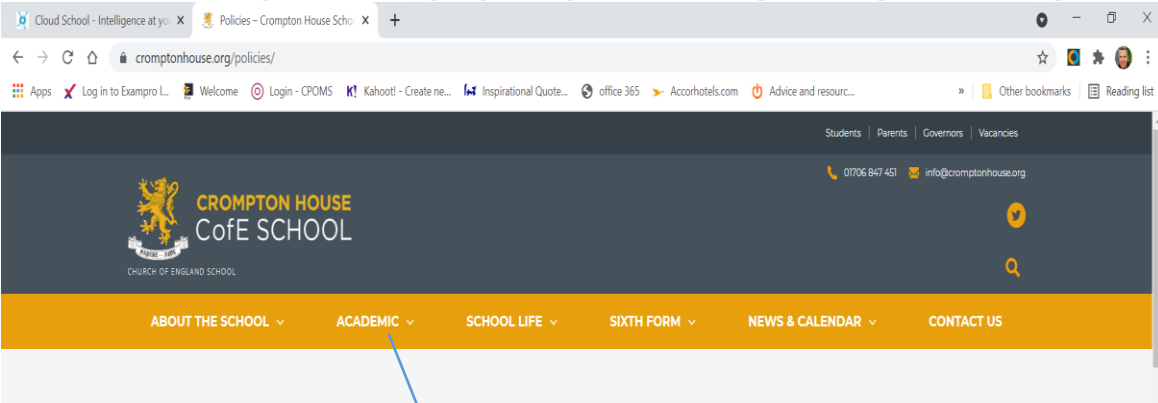 Cloud School - Intelligence at yo
Policies – Crompton House Scho
cromptonhouse.org/policies/
Apps Log in to Exampro l... Welcome Login - CPOMS K! Kahoot! - Create ne... Inspirational Quote... office 365 Accorhotels.com Advice and resourc... » Other bookmarks Reading list
Students | Parents | Governors | Vacancies
01706 847 451 info@cromptonhouse.org
CROMPTON HOUSE
CofE SCHOOL
CHURCH OF ENGLAND SCHOOL
ABOUT THE SCHOOL ACADEMIC SCHOOL LIFE SIXTH FORM NEWS & CALENDAR CONTACT US